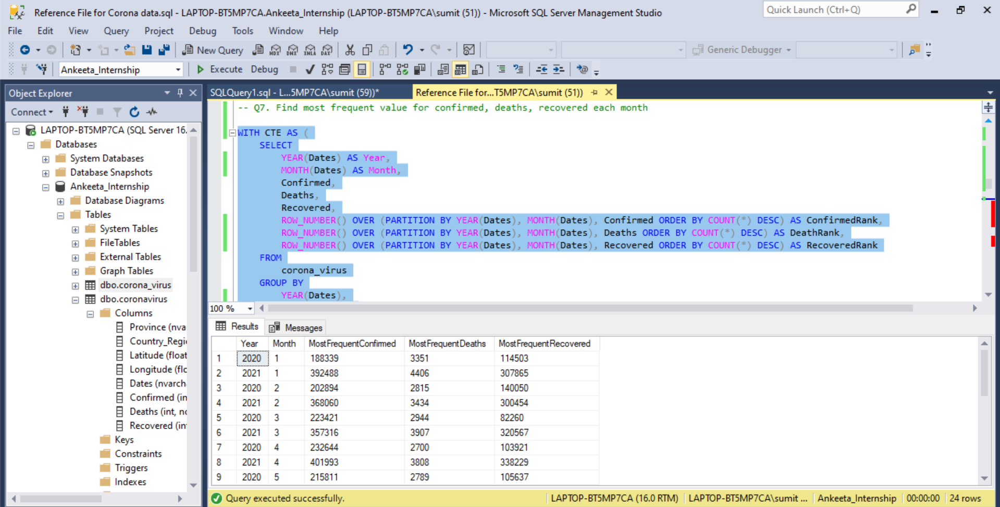 Reference File for Corona data.sql - LAPTOP-BT5MP7CA.Ankeeta_Internship (LAPTOP-BT5MP7CA\sumit (51)) - Microsoft SQL Server Management Studio
Quick Launch (Ctrl+Q)
File Edit View Query Project Debug Tools Window Help
New Query MDX DMX XMLA DAX Generic Debugger
Ankeeta_Internship Execute Debug
Object Explorer
Connect
LAPTOP-BT5MP7CA (SQL Server 16.
Databases
System Databases
Database Snapshots
Ankeeta_Internship
Database Diagrams
Tables
System Tables
FileTables
External Tables
Graph Tables
dbo.corona_virus
dbo.coronavirus
Columns
Province (nva
Country_Regi
Latitude (float
Longitude (flo
Dates (nvarch
Confirmed (in
Deaths (int, no
Recovered (in
Keys
Constraints
Triggers
Indexes
SQLQuery1.sql - L...5MP7CA\sumit (59))* Reference File for...T5MP7CA\sumit (51))
-- Q7. Find most frequent value for confirmed, deaths, recovered each month
WITH CTE AS (
SELECT
YEAR(Dates) AS Year,
MONTH(Dates) AS Month,
Confirmed,
Deaths,
Recovered,
ROW_NUMBER() OVER (PARTITION BY YEAR(Dates), MONTH(Dates), Confirmed ORDER BY COUNT(*) DESC) AS ConfirmedRank,
ROW_NUMBER() OVER (PARTITION BY YEAR(Dates), MONTH(Dates), Deaths ORDER BY COUNT(*) DESC) AS DeathRank,
ROW_NUMBER() OVER (PARTITION BY YEAR(Dates), MONTH(Dates), Recovered ORDER BY COUNT(*) DESC) AS RecoveredRank
FROM
corona_virus
GROUP BY
YEAR(Dates),
100 %
Results Messages
Year Month MostFrequentConfirmed MostFrequentDeaths MostFrequentRecovered
1 2020 1 188339 3351 114503
2 2021 1 392488 4406 307865
3 2020 2 202894 2815 140050
4 2021 2 368060 3434 300454
5 2020 3 223421 2944 82260
6 2021 3 357316 3907 320567
7 2020 4 232644 2700 103921
8 2021 4 401993 3808 338229
9 2020 5 215811 2789 105637
Query executed successfully. LAPTOP-BT5MP7CA (16.0 RTM) LAPTOP-BT5MP7CA\sumit ... Ankeeta_Internship 00:00:00 24 rows